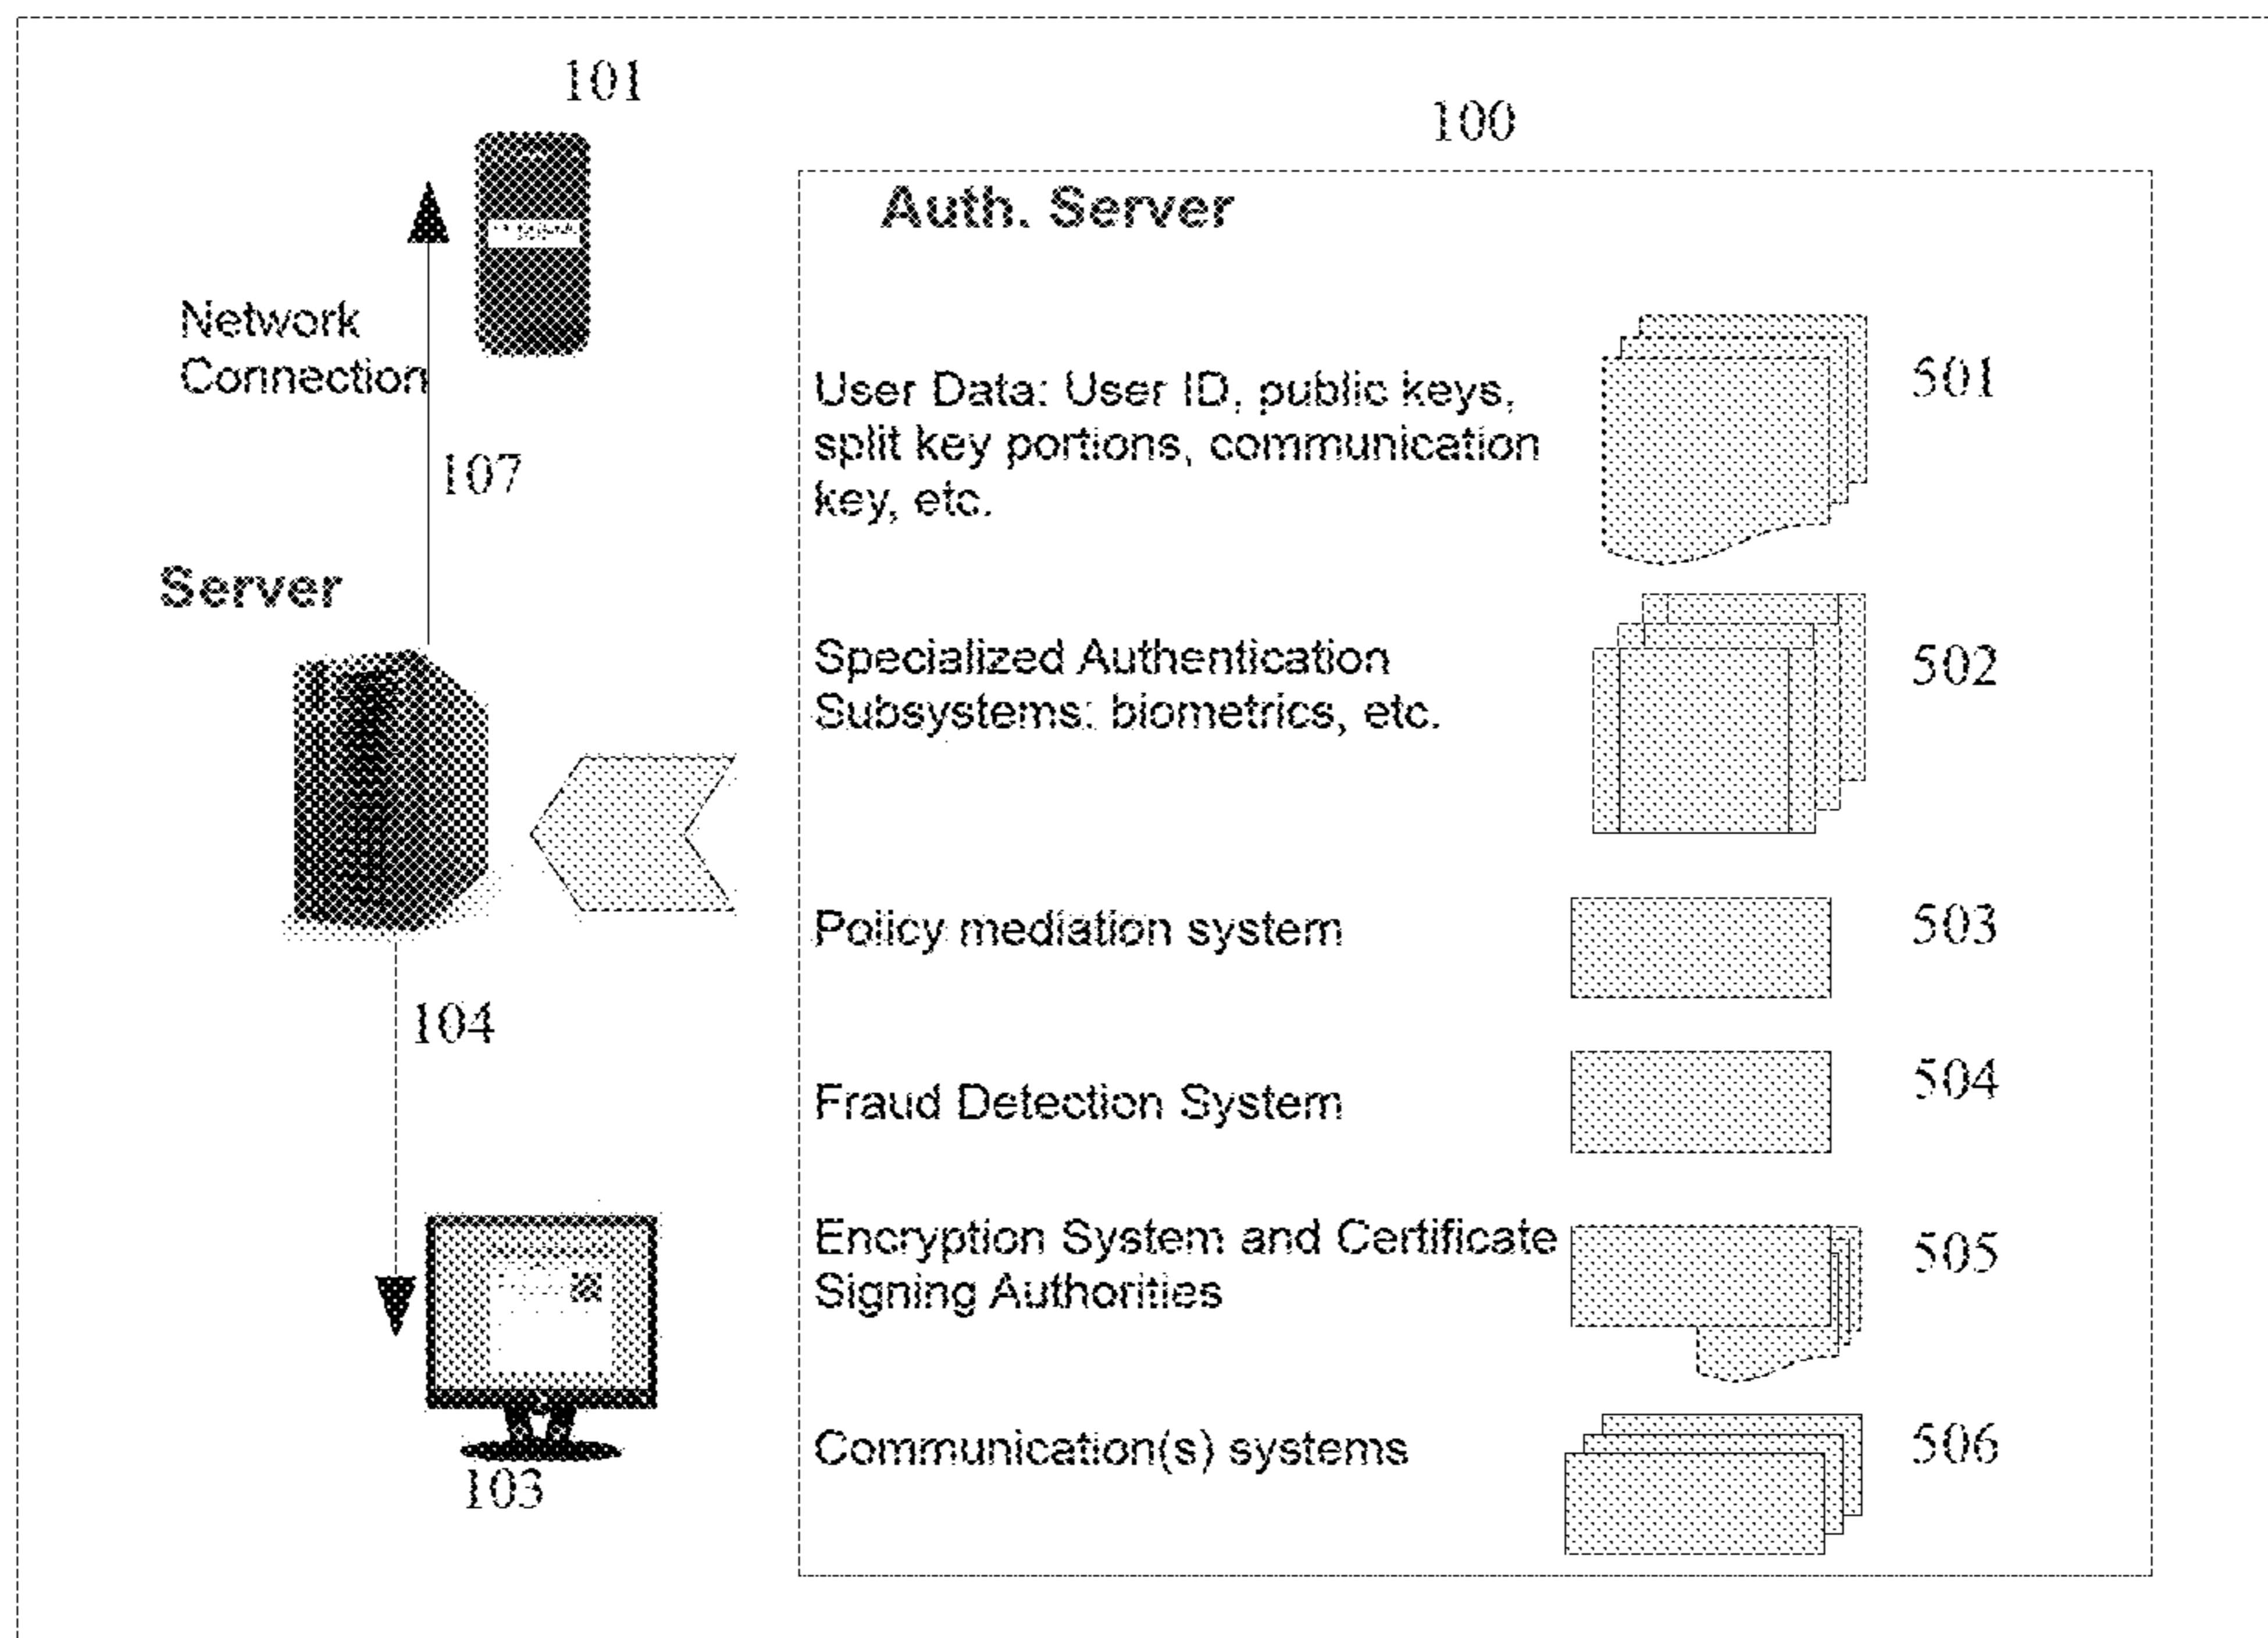 101
100
Auth. Server
Network
Connection
107
User Data: User ID, public keys,
split key portions, communication
key, etc.
501
Server
Specialized Authentication
Subsystems: biometrics, etc.
502
Policy mediation system
503
104
Fraud Detection System
504
Encryption System and Certificate
Signing Authorities
505
Communication(s) systems
506
103